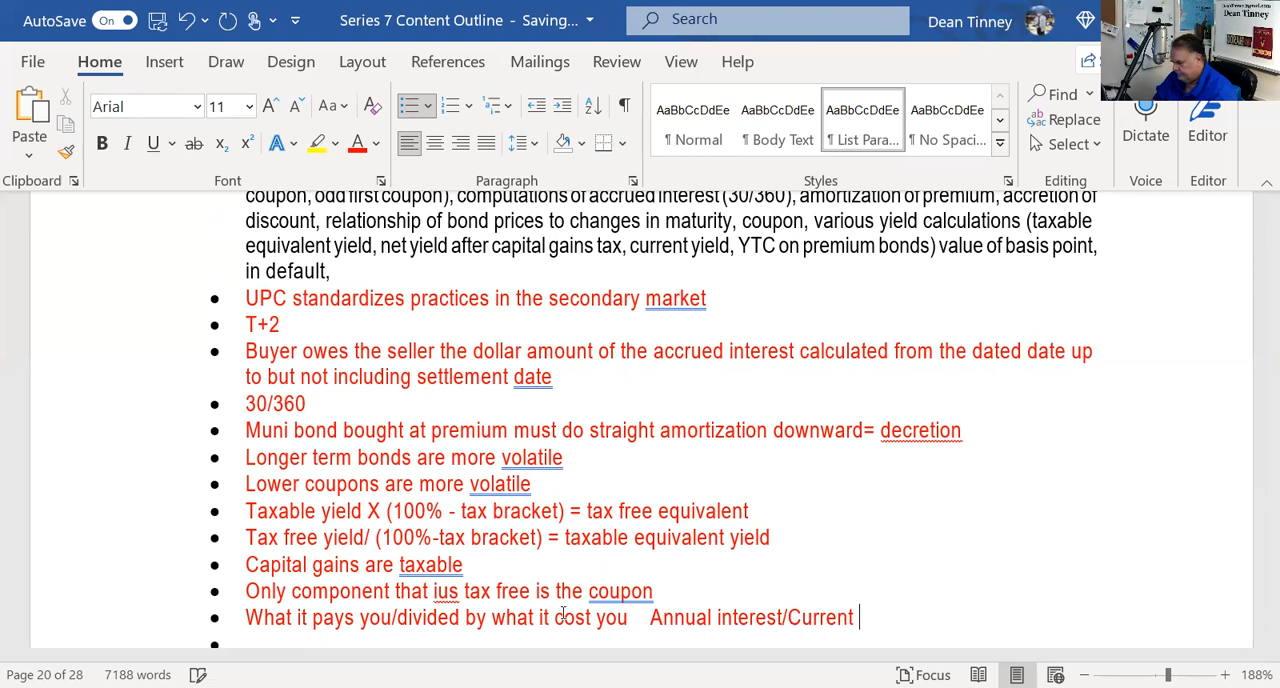 AutoSave On Series 7 Content Outline - Saving... Search Dean Tinney
Dean Tinney
File Home Insert Draw Design Layout References Mailings Review View Help
Arial 11 Aa AaBbCcDdEe AaBbCcDdEe AaBbCcDdEe AaBbCcDdEe Find
Paste B I U ab x₂ x² A A ¶ Normal ¶ Body Text ¶ List Para... ¶ No Spaci... Replace Select Dictate Editor
Clipboard Font Paragraph Styles Editing Voice Editor
coupon, odd first coupon), computations of accrued interest (30/360), amortization of premium, accretion of
discount, relationship of bond prices to changes in maturity, coupon, various yield calculations (taxable
equivalent yield, net yield after capital gains tax, current yield, YTC on premium bonds) value of basis point,
in default,
• UPC standardizes practices in the secondary market
• T+2
• Buyer owes the seller the dollar amount of the accrued interest calculated from the dated date up
to but not including settlement date
• 30/360
• Muni bond bought at premium must do straight amortization downward= decretion
• Longer term bonds are more volatile
• Lower coupons are more volatile
• Taxable yield X (100% - tax bracket) = tax free equivalent
• Tax free yield/ (100%-tax bracket) = taxable equivalent yield
• Capital gains are taxable
• Only component that ius tax free is the coupon
• What it pays you/divided by what it cost you Annual interest/Current
•
Page 20 of 28 7188 words Focus 188%